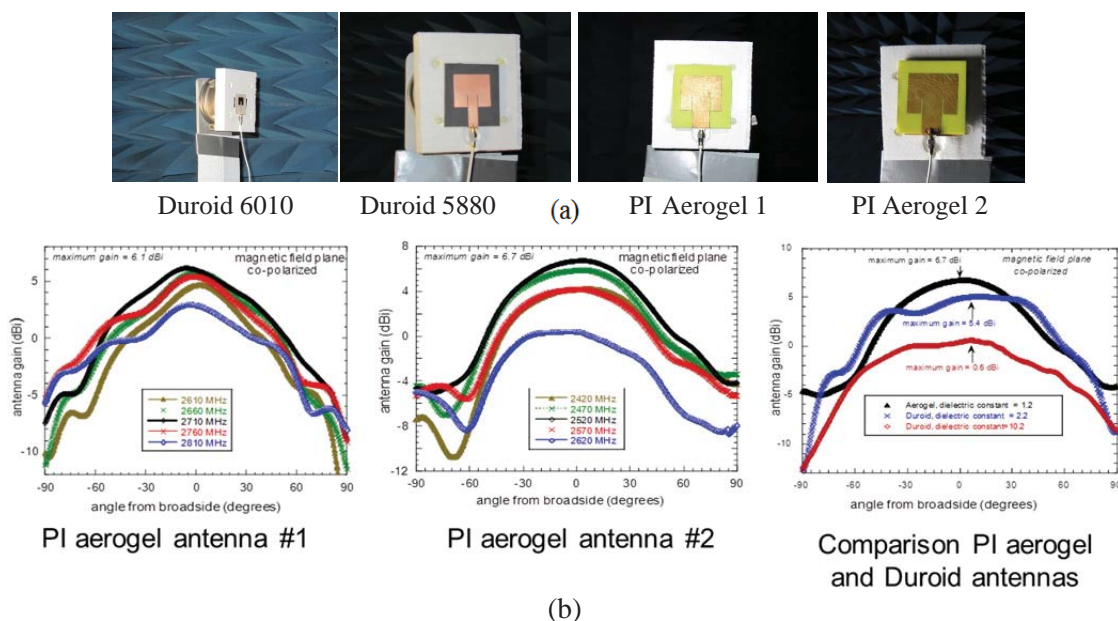 Duroid 6010
Duroid 5880
(a)
PI Aerogel 1
PI Aerogel 2
maximum gain = 6.1 dBi
magnetic field plane
co-polarized
5
0
-5
-10
antenna gain (dBi)
2610 MHz
2660 MHz
2710 MHz
2760 MHz
2810 MHz
-90 -60 -30 0 30 60 90
angle from broadside (degrees)
PI aerogel antenna #1
maximum gain = 6.7 dBi
magnetic field plane
co-polarized
8
4
0
-4
-8
-12
antenna gain (dBi)
2420 MHz
2470 MHz
2520 MHz
2570 MHz
2620 MHz
-90 -60 -30 0 30 60 90
angle from broadside (degrees)
PI aerogel antenna #2
10
5
0
-5
-10
antenna gain (dBi)
maximum gain = 6.7 dBi
magnetic field plane
co-polarized
maximum gain = 5.4 dBi
maximum gain = 0.6 dBi
Aerogel, dielectric constant = 1.2
Duroid, dielectric constant = 2.2
Duroid, dielectric constant=10.2
-90 -60 -30 0 30 60 90
angle from broadside (degrees)
Comparison PI aerogel
and Duroid antennas
(b)